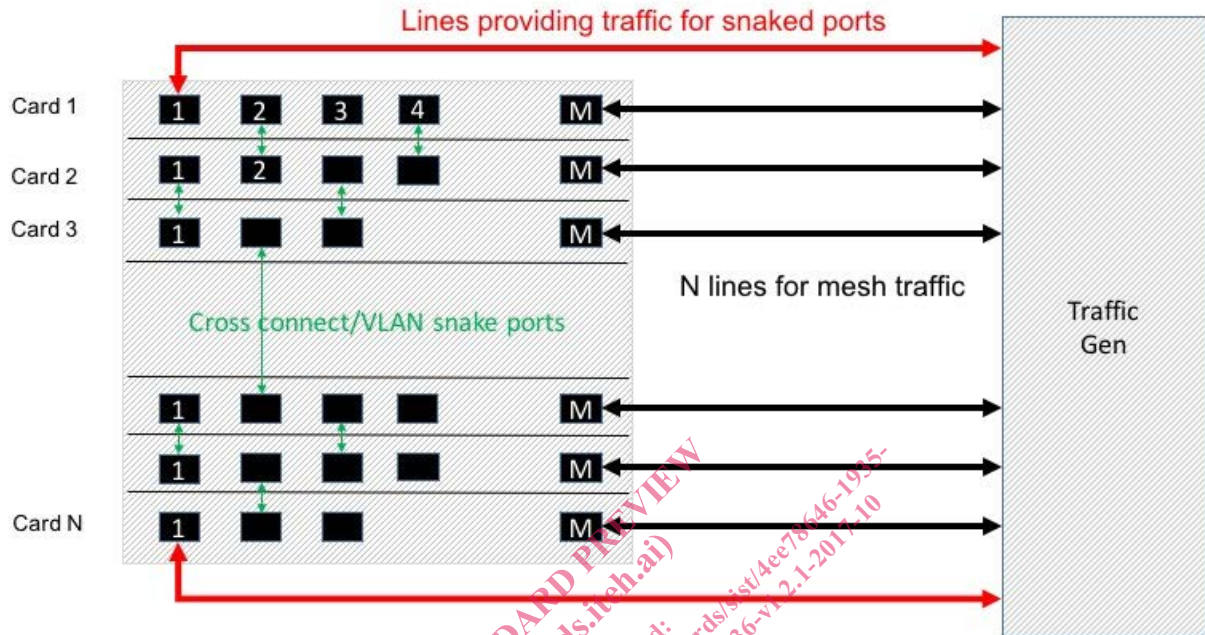 Lines providing traffic for snaked ports
Card 1
1 2 3 4 M
Card 2
1 2 M
Card 3
1 M
N lines for mesh traffic
Cross connect/VLAN snake ports
Traffic
Gen
1 M
1 M
Card N
1 M